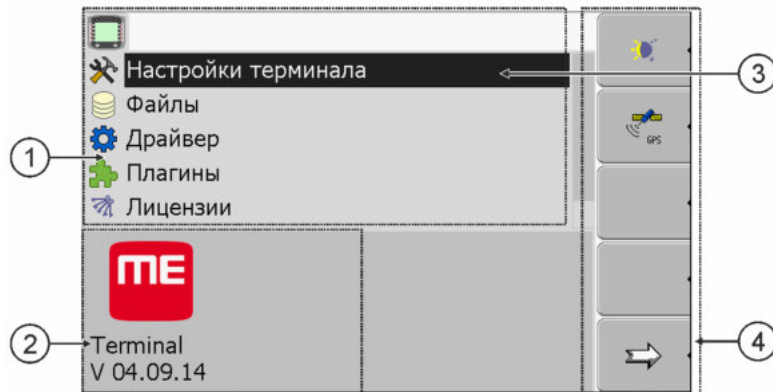 Настройки терминала
Файлы
Драйвер
Плагины
Лицензии
ME
Terminal
V 04.09.14
GPS
1
2
3
4